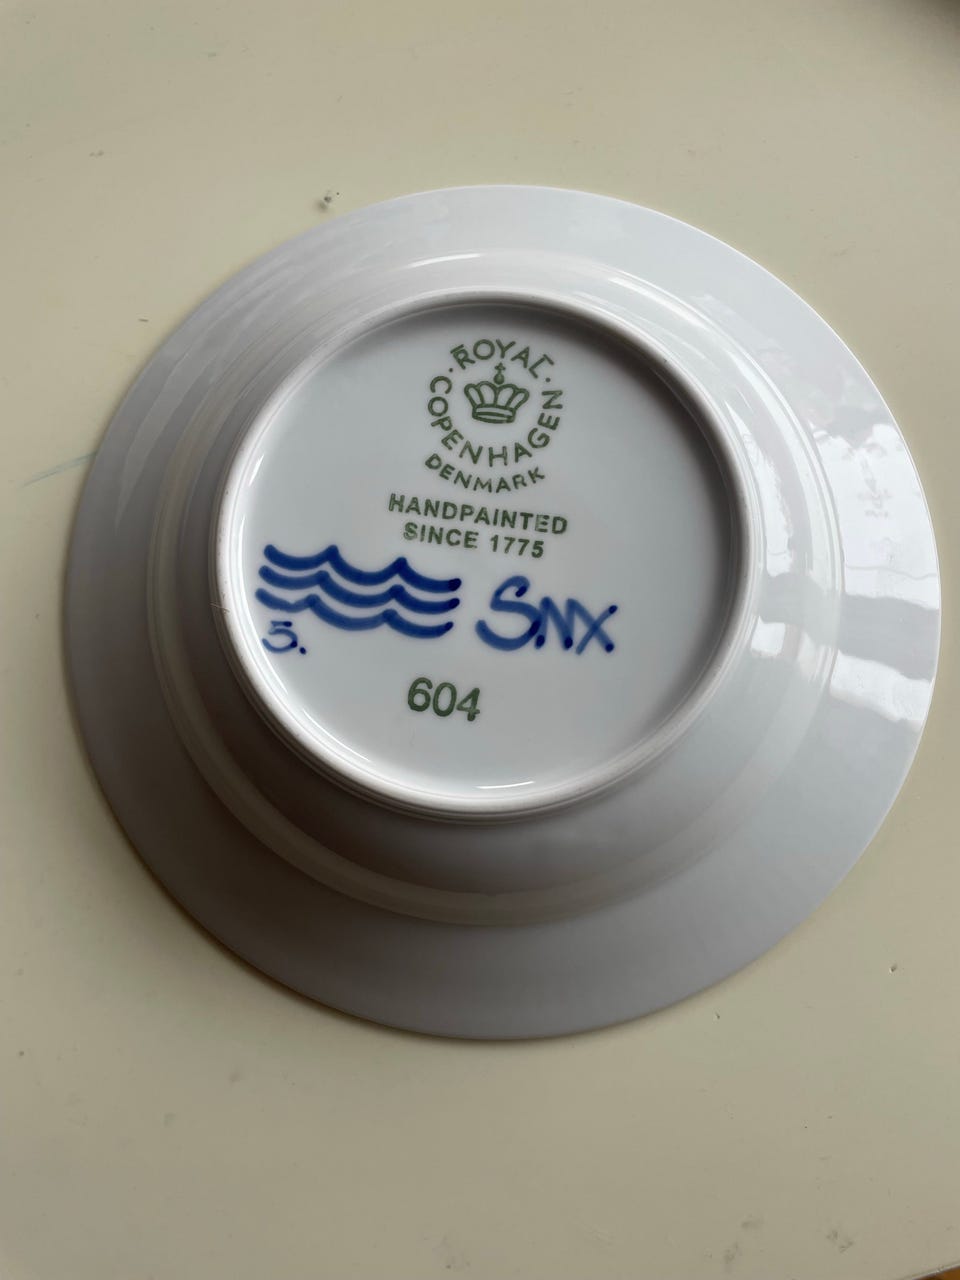 ·ROYAL·
COPENHAGEN
DENMARK
HANDPAINTED
SINCE 1775
SNX
5.
604